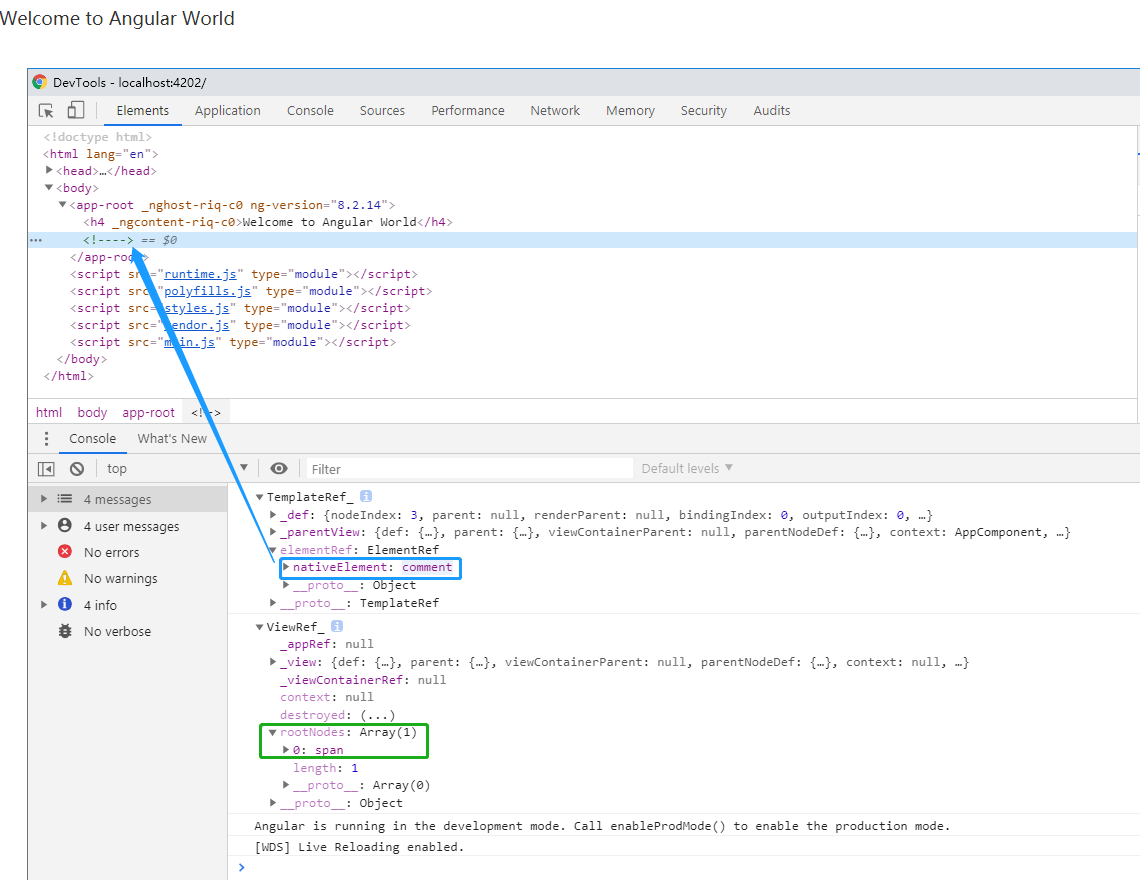 Welcome to Angular World
DevTools - localhost:4202/
Elements Application Console Sources Performance Network Memory Security Audits
<!doctype html>
<html lang="en">
<head>…</head>
<body>
<app-root _nghost-riq-c0 ng-version="8.2.14">
<h4 _ngcontent-riq-c0>Welcome to Angular World</h4>
<!----> == $0
</app-root>
<script src="runtime.js" type="module"></script>
<script src="polyfills.js" type="module"></script>
<script src="styles.js" type="module"></script>
<script src="vendor.js" type="module"></script>
<script src="main.js" type="module"></script>
</body>
</html>
html body app-root <!-->
Console What's New
top Filter Default levels ▼
4 messages
4 user messages
No errors
No warnings
4 info
No verbose
TemplateRef_ i
_def: {nodeIndex: 3, parent: null, renderParent: null, bindingIndex: 0, outputIndex: 0, …}
_parentView: {def: {…}, parent: {…}, viewContainerParent: null, parentNodeDef: {…}, context: AppComponent, …}
elementRef: ElementRef
nativeElement: comment
__proto__: Object
__proto__: TemplateRef
ViewRef_ i
_appRef: null
_view: {def: {…}, parent: {…}, viewContainerParent: null, parentNodeDef: {…}, context: null, …}
_viewContainerRef: null
context: null
destroyed: (...)
rootNodes: Array(1)
0: span
length: 1
__proto__: Array(0)
__proto__: Object
Angular is running in the development mode. Call enableProdMode() to enable the production mode.
[WDS] Live Reloading enabled.